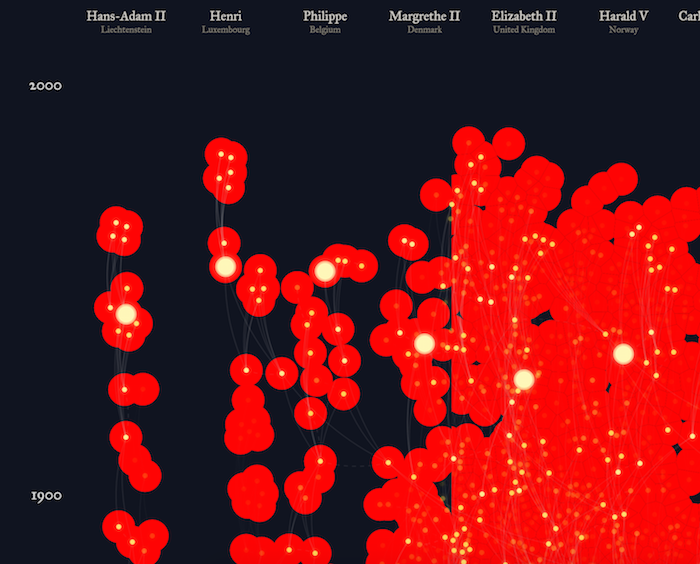 Hans-Adam II Henri Philippe Margrethe II Elizabeth II Harald V Carl
Liechtenstein Luxembourg Belgium Denmark United Kingdom Norway
2000
1900